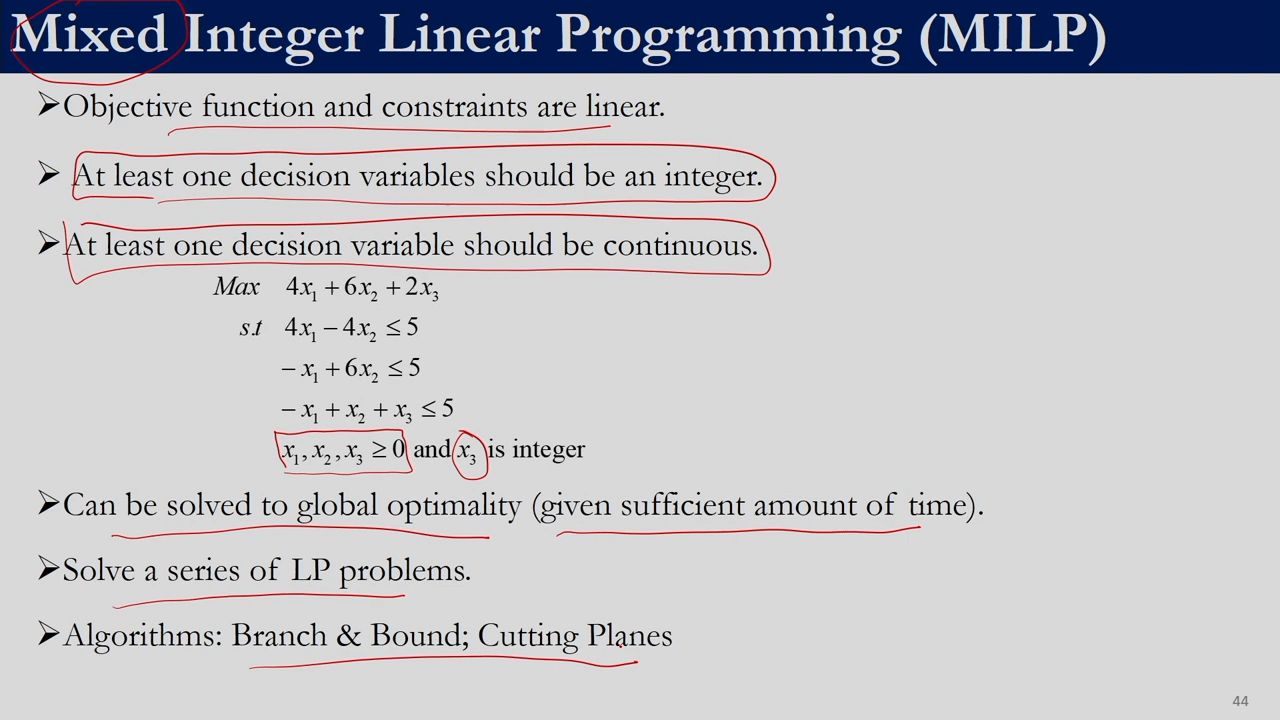 Mixed Integer Linear Programming (MILP)
➢Objective function and constraints are linear.
➢ At least one decision variables should be an integer.
➢At least one decision variable should be continuous.
Max 4x₁ + 6x₂ + 2x₃
s.t 4x₁ − 4x₂ ≤ 5
− x₁ + 6x₂ ≤ 5
− x₁ + x₂ + x₃ ≤ 5
x₁, x₂, x₃ ≥ 0 and x₃ is integer
➢Can be solved to global optimality (given sufficient amount of time).
➢Solve a series of LP problems.
➢Algorithms: Branch & Bound; Cutting Planes
44